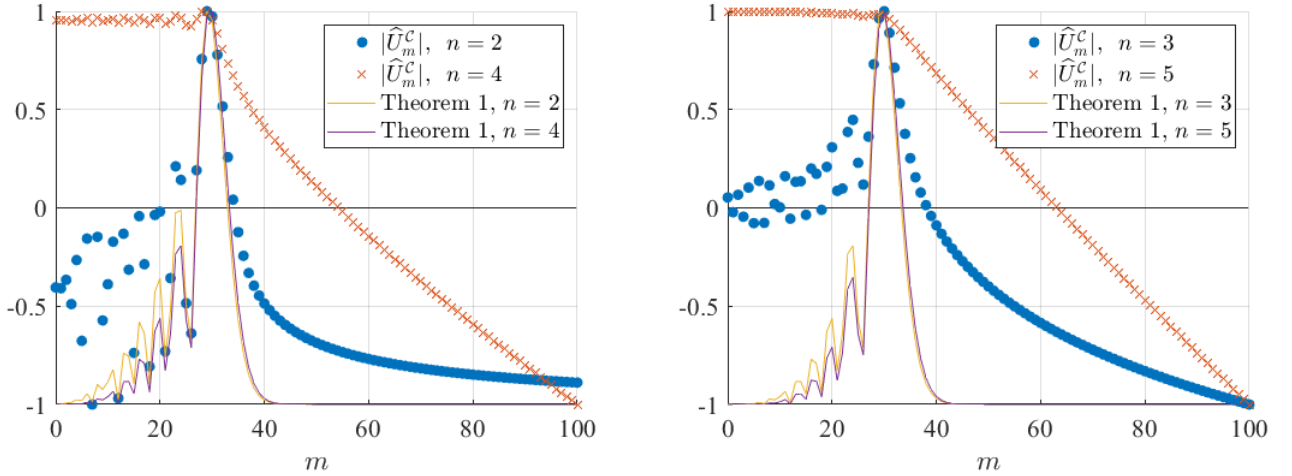 1
0.5
0
-0.5
-1
0 20 40 60 80 100
m
|Û_m^C|, n = 2
|Û_m^C|, n = 4
Theorem 1, n = 2
Theorem 1, n = 4
1
0.5
0
-0.5
-1
0 20 40 60 80 100
m
|Û_m^C|, n = 3
|Û_m^C|, n = 5
Theorem 1, n = 3
Theorem 1, n = 5